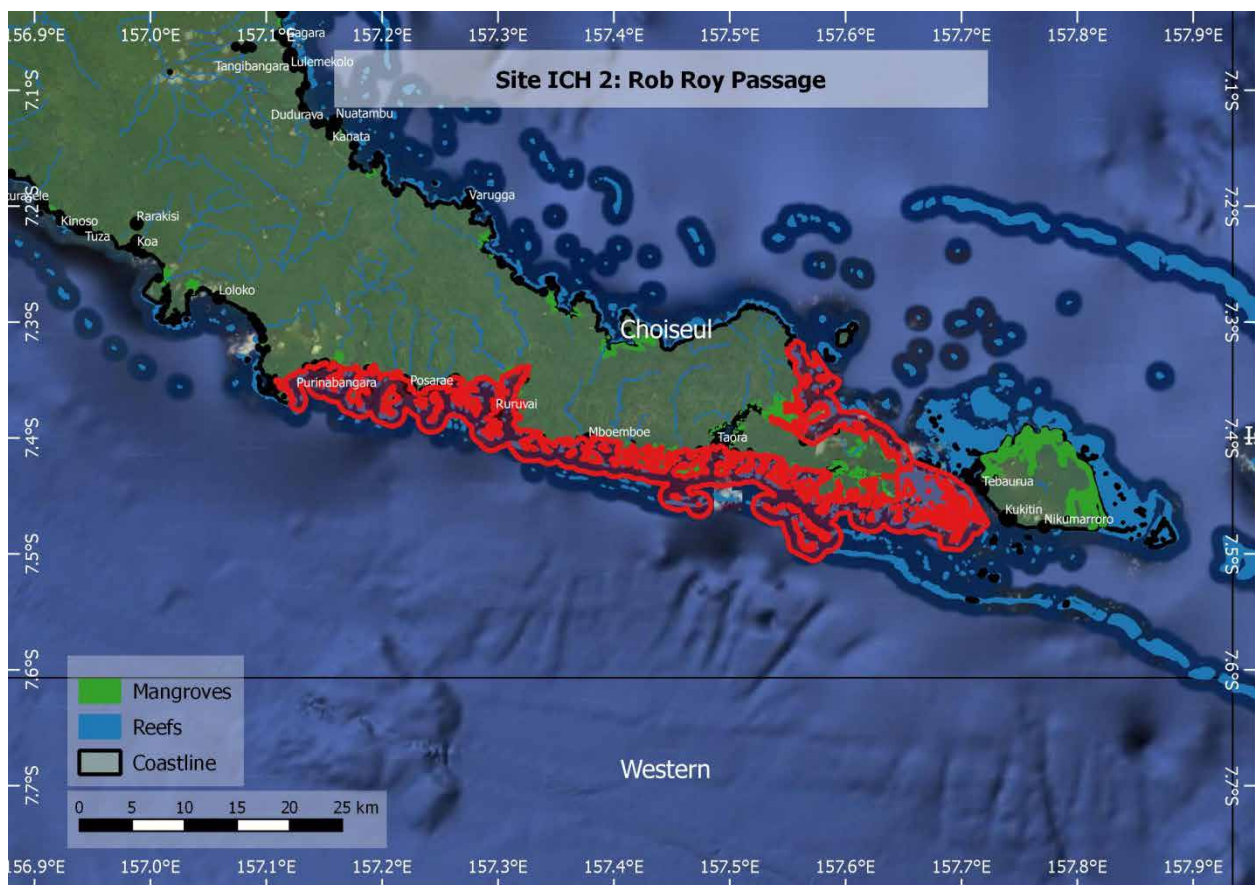 156.9°E 157.0°E 157.1°E 157.2°E 157.3°E 157.4°E 157.5°E 157.6°E 157.7°E 157.8°E 157.9°E
Site ICH 2: Rob Roy Passage
Lulemekolo
Tangibangara
7.1°S 7.1°S
Dudurava
Nuatambu
Kanata
Varugga
7.2°S 7.2°S
Rarakisi
Kinoso
Tuza
Koa
Loloko
7.3°S 7.3°S
Choiseul
Purinabangara
Posarae
Ruruvai
7.4°S 7.4°S
Mboemboe
Taora
Tebaurua
Kukitin
Nikumarroro
7.5°S 7.5°S
7.6°S 7.6°S
Mangroves
Reefs
Coastline
Western
7.7°S 7.7°S
0 5 10 15 20 25 km
156.9°E 157.0°E 157.1°E 157.2°E 157.3°E 157.4°E 157.5°E 157.6°E 157.7°E 157.8°E 157.9°E